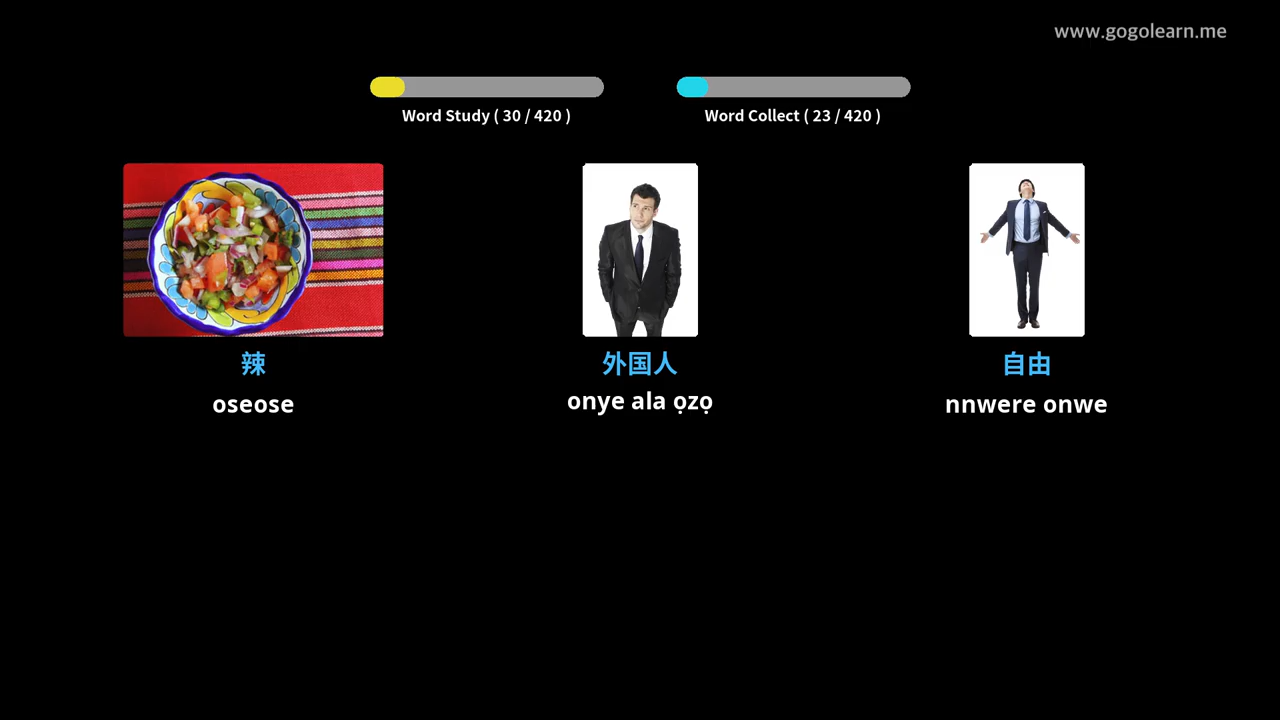 www.gogolearn.me
Word Study ( 30 / 420 )
Word Collect ( 23 / 420 )
辣
外国人
自由
oseose
onye ala ọzọ
nnwere onwe